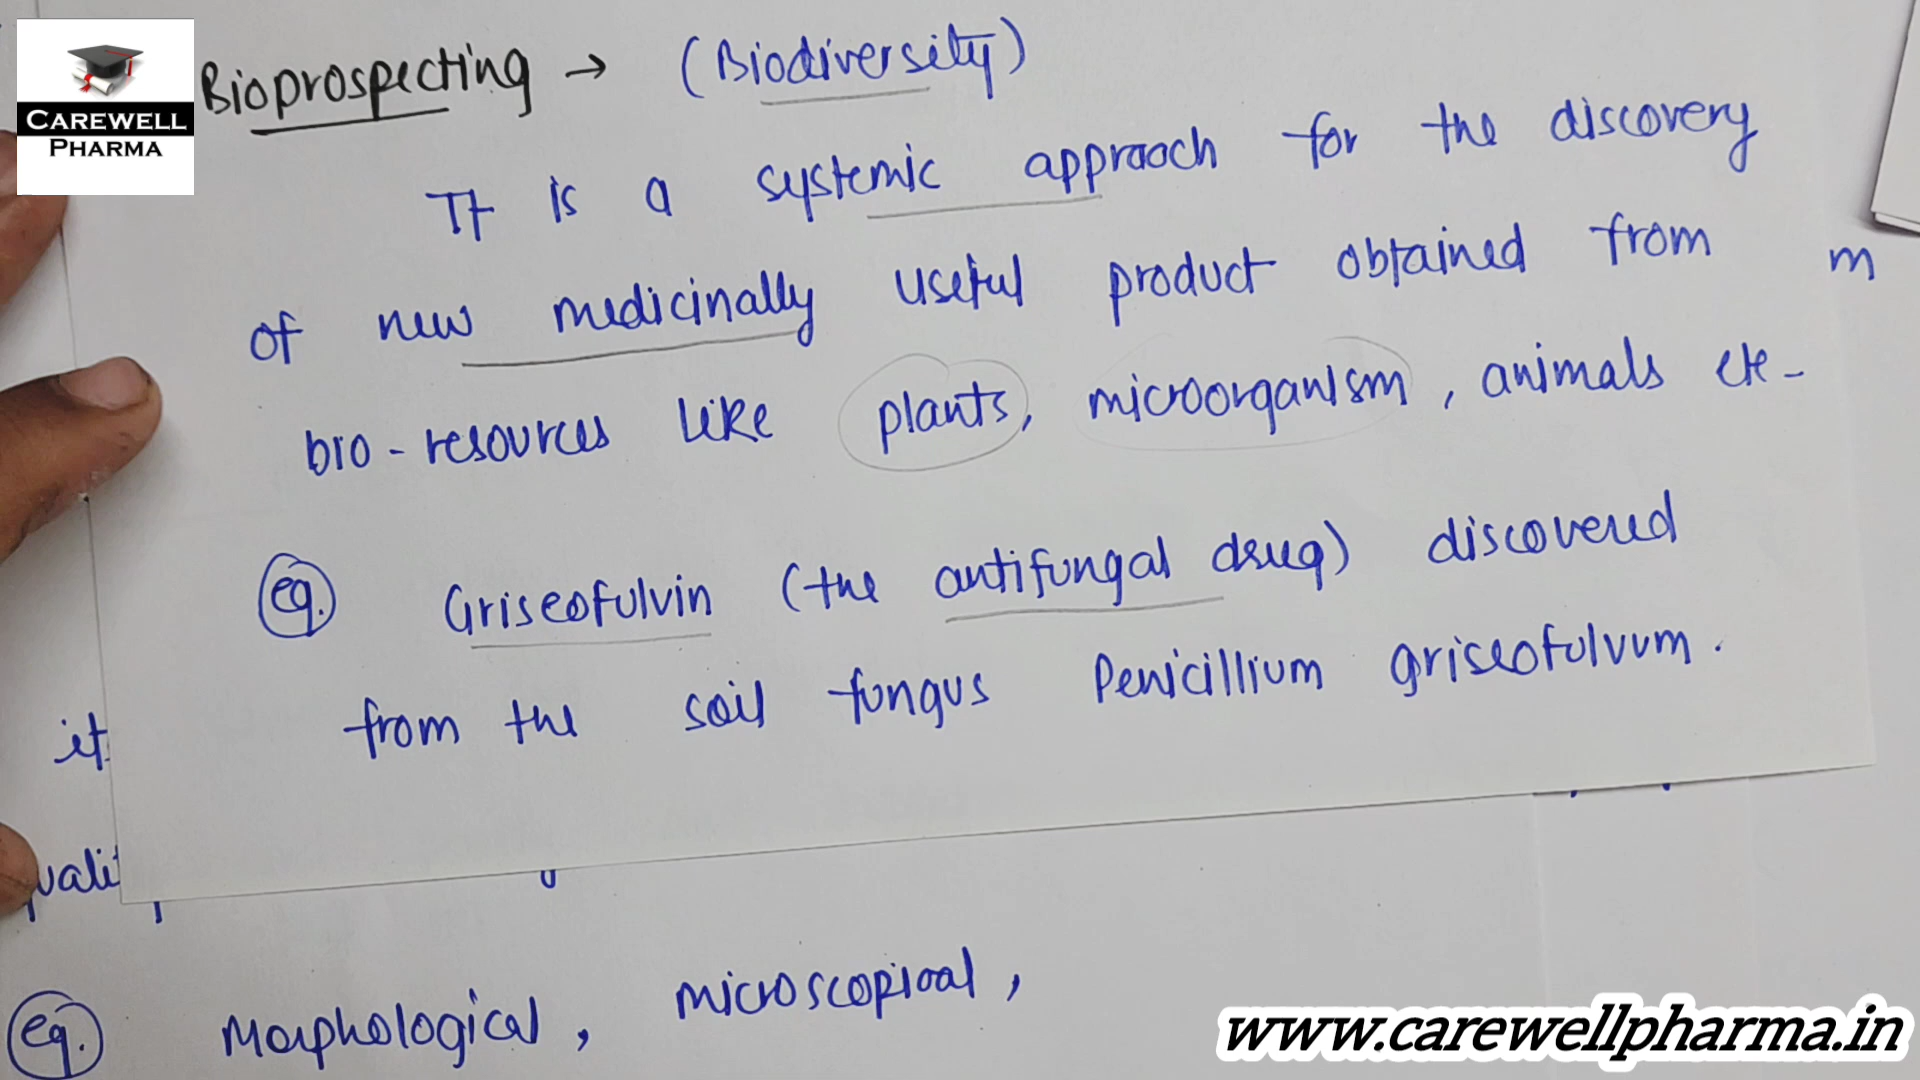 CAREWELL
PHARMA
Bioprospecting → (Biodiversity)
It is a systemic approach for the discovery
of new medicinally useful product obtained from
m
bio-resources like plants, microorganism, animals etc-
eg. Griseofulvin (the antifungal drug) discovered
from the soil fungus Penicillium griseofulvum.
it
quali
eg. Morphological, microscopical,
www.carewellpharma.in